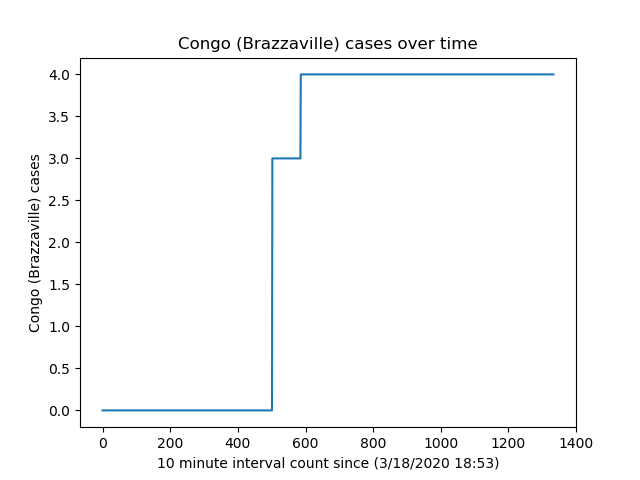 Congo (Brazzaville) cases over time
Congo (Brazzaville) cases
4.0
3.5
3.0
2.5
2.0
1.5
1.0
0.5
0.0
0 200 400 600 800 1000 1200 1400
10 minute interval count since (3/18/2020 18:53)